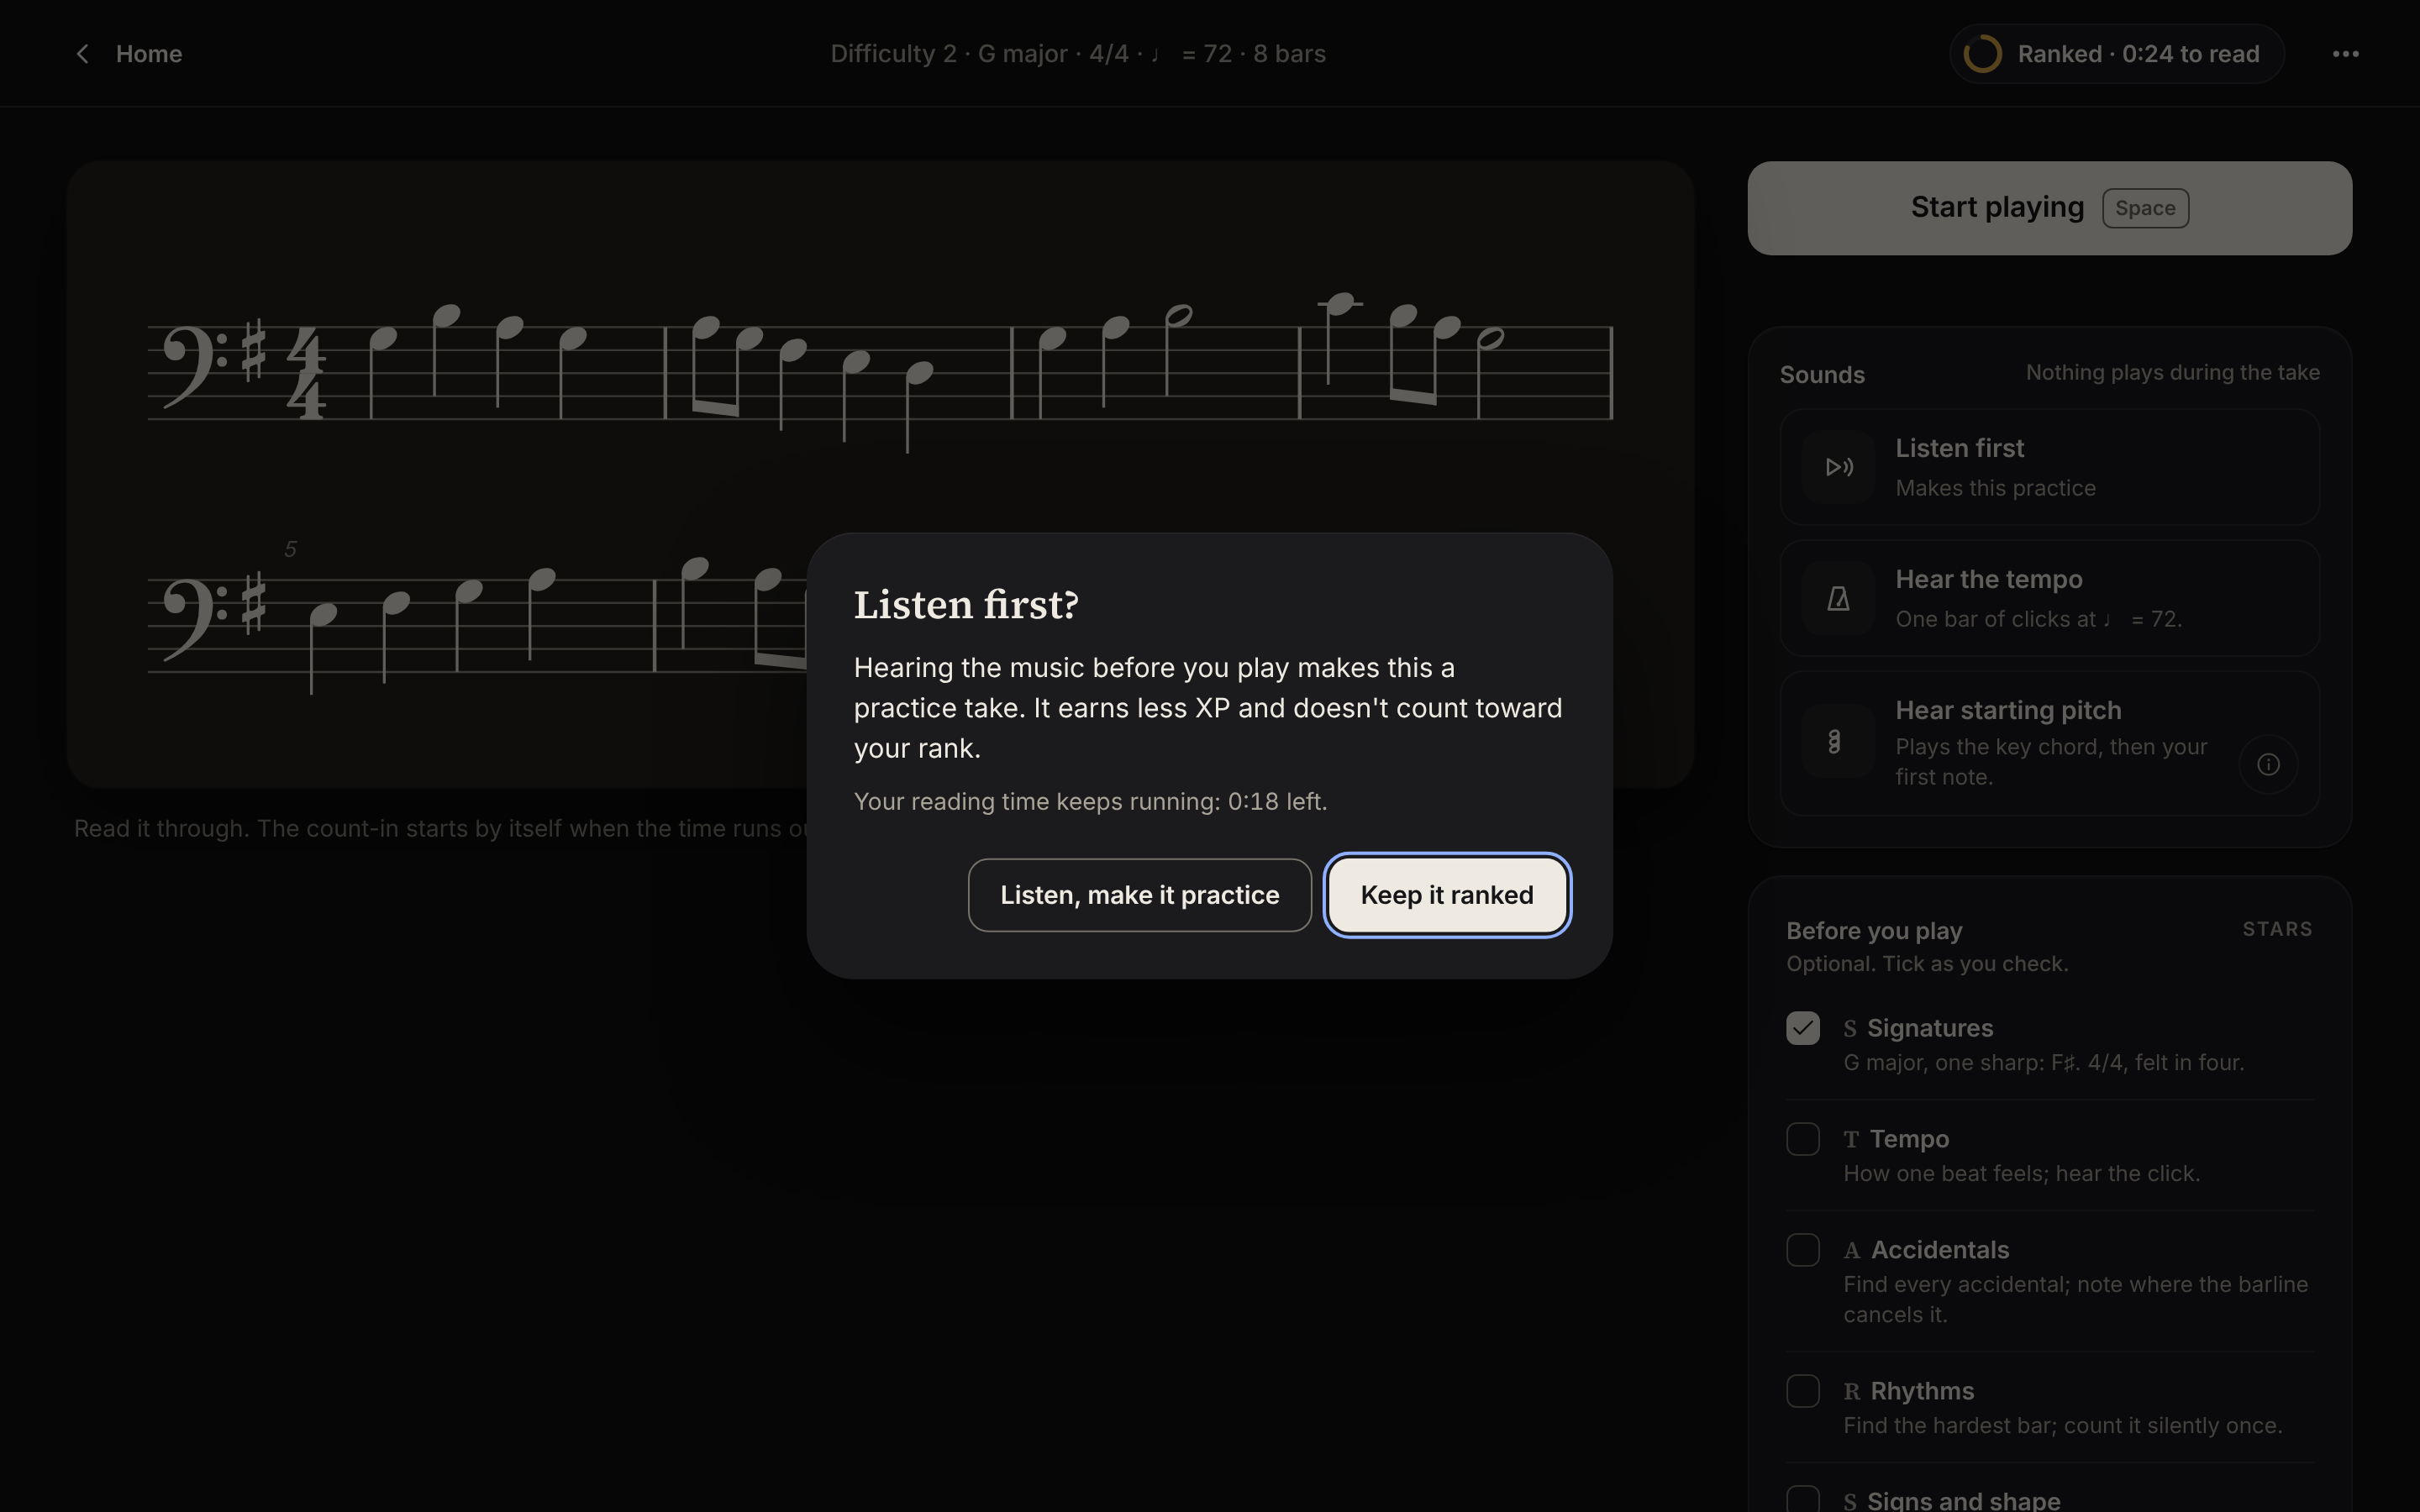 Home
Difficulty 2 · G major · 4/4 · ♩ = 72 · 8 bars
Ranked · 0:24 to read
Start playing
Space
4
4
5
Read it through. The count-in starts by itself when the time runs
Listen first?
Hearing the music before you play makes this a
practice take. It earns less XP and doesn't count toward
your rank.
Your reading time keeps running: 0:18 left.
Listen, make it practice
Keep it ranked
Sounds
Nothing plays during the take
Listen first
Makes this practice
Hear the tempo
One bar of clicks at ♩ = 72.
Hear starting pitch
Plays the key chord, then your
first note.
Before you play
STARS
Optional. Tick as you check.
S Signatures
G major, one sharp: F♯. 4/4, felt in four.
T Tempo
How one beat feels; hear the click.
A Accidentals
Find every accidental; note where the barline
cancels it.
R Rhythms
Find the hardest bar; count it silently once.
S Signs and shape